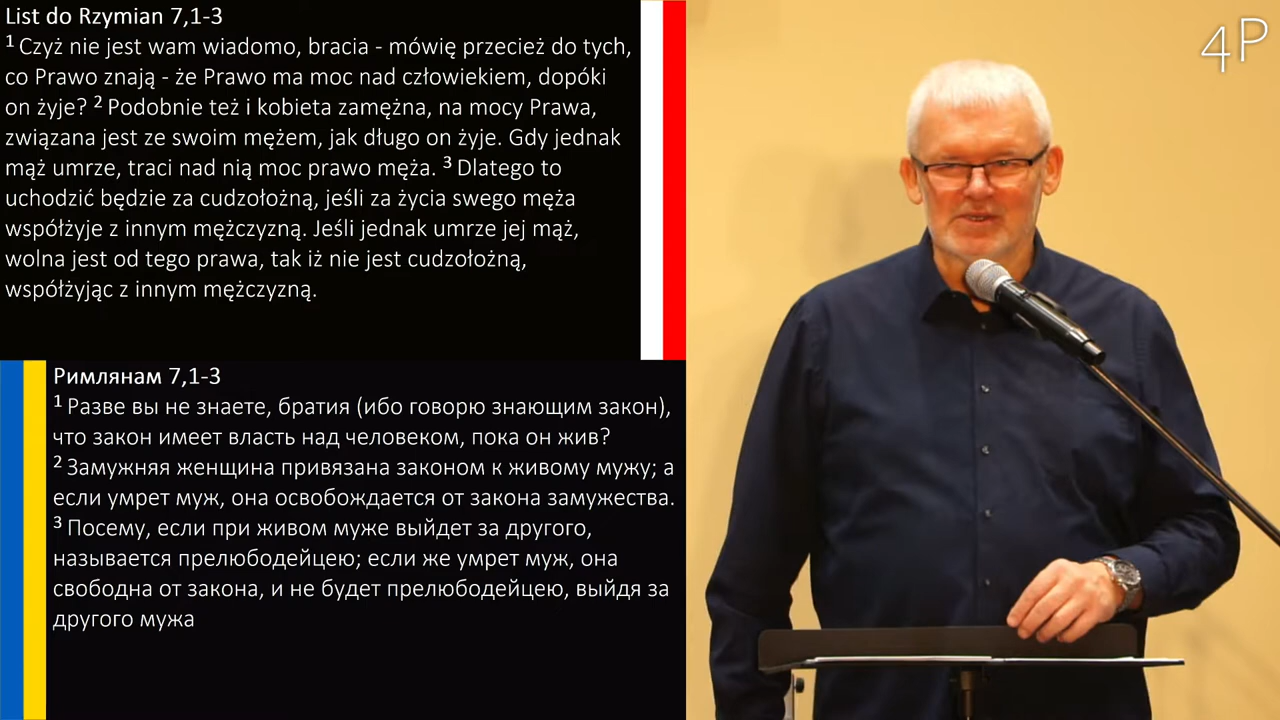 List do Rzymian 7,1-3
1 Czyż nie jest wam wiadomo, bracia - mówię przecież do tych,
co Prawo znają - że Prawo ma moc nad człowiekiem, dopóki
on żyje? 2 Podobnie też i kobieta zamężna, na mocy Prawa,
związana jest ze swoim mężem, jak długo on żyje. Gdy jednak
mąż umrze, traci nad nią moc prawo męża. 3 Dlatego to
uchodzić będzie za cudzołożną, jeśli za życia swego męża
współżyje z innym mężczyzną. Jeśli jednak umrze jej mąż,
wolna jest od tego prawa, tak iż nie jest cudzołożną,
współżyjąc z innym mężczyzną.
Римлянам 7,1-3
1 Разве вы не знаете, братия (ибо говорю знающим закон),
что закон имеет власть над человеком, пока он жив?
2 Замужняя женщина привязана законом к живому мужу; а
если умрет муж, она освобождается от закона замужества.
3 Посему, если при живом муже выйдет за другого,
называется прелюбодейцею; если же умрет муж, она
свободна от закона, и не будет прелюбодейцею, выйдя за
другого мужа
4P